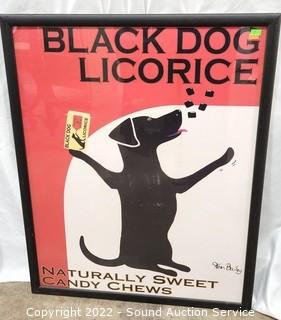 BLACK DOG
LICORICE
BLACK DOG
LICORICE
NATURALLY SWEET
CANDY CHEWS
Copyright 2022 - Sound Auction Service